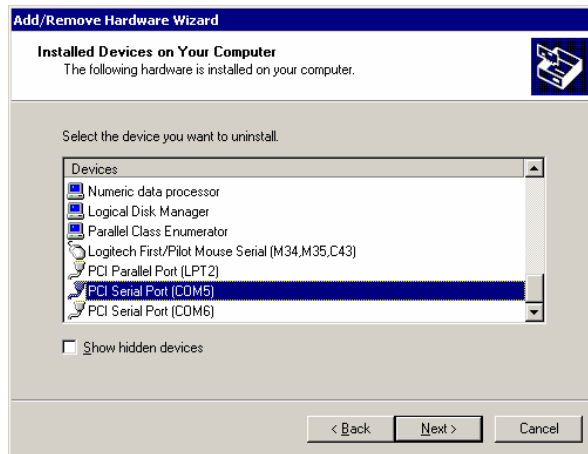 Add/Remove Hardware Wizard
Installed Devices on Your Computer
The following hardware is installed on your computer.
Select the device you want to uninstall.
Devices
Numeric data processor
Logical Disk Manager
Parallel Class Enumerator
Logitech First/Pilot Mouse Serial (M34,M35,C43)
PCI Parallel Port (LPT2)
PCI Serial Port (COM5)
PCI Serial Port (COM6)
Show hidden devices
< Back Next > Cancel